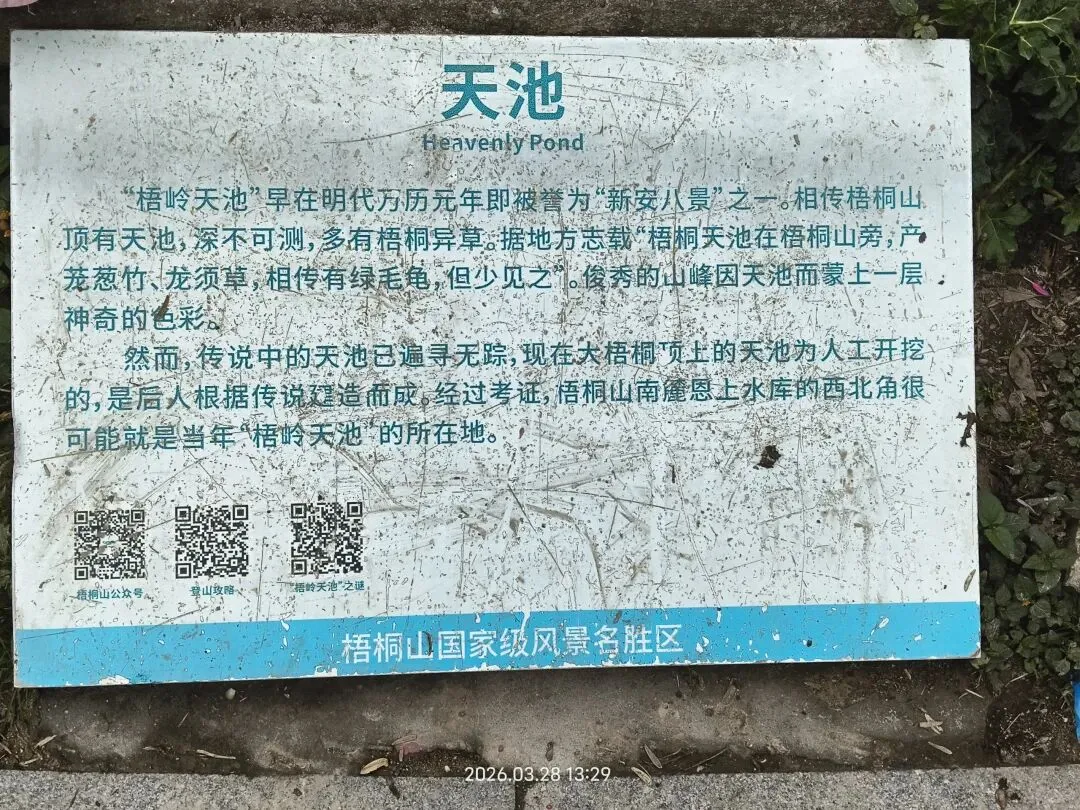 天池
Heavenly Pond
“梧岭天池”早在明代万历元年即被誉为“新安八景”之一。相传梧桐山
顶有天池，深不可测，多有梧桐异草。据地方志载“梧桐天池在梧桐山旁，产
茏葱竹、龙须草，相传有绿毛龟，但少见之”。俊秀的山峰因天池而蒙上一层
神奇的色彩。
然而，传说中的天池已遍寻无踪，现在大梧桐顶上的天池为人工开挖
的，是后人根据传说建造而成。经过考证，梧桐山南麓恩上水库的西北角很
可能就是当年“梧岭天池”的所在地。
梧桐山公众号 登山攻略 “梧岭天池”之谜
梧桐山国家级风景名胜区
2026.03.28 13:29